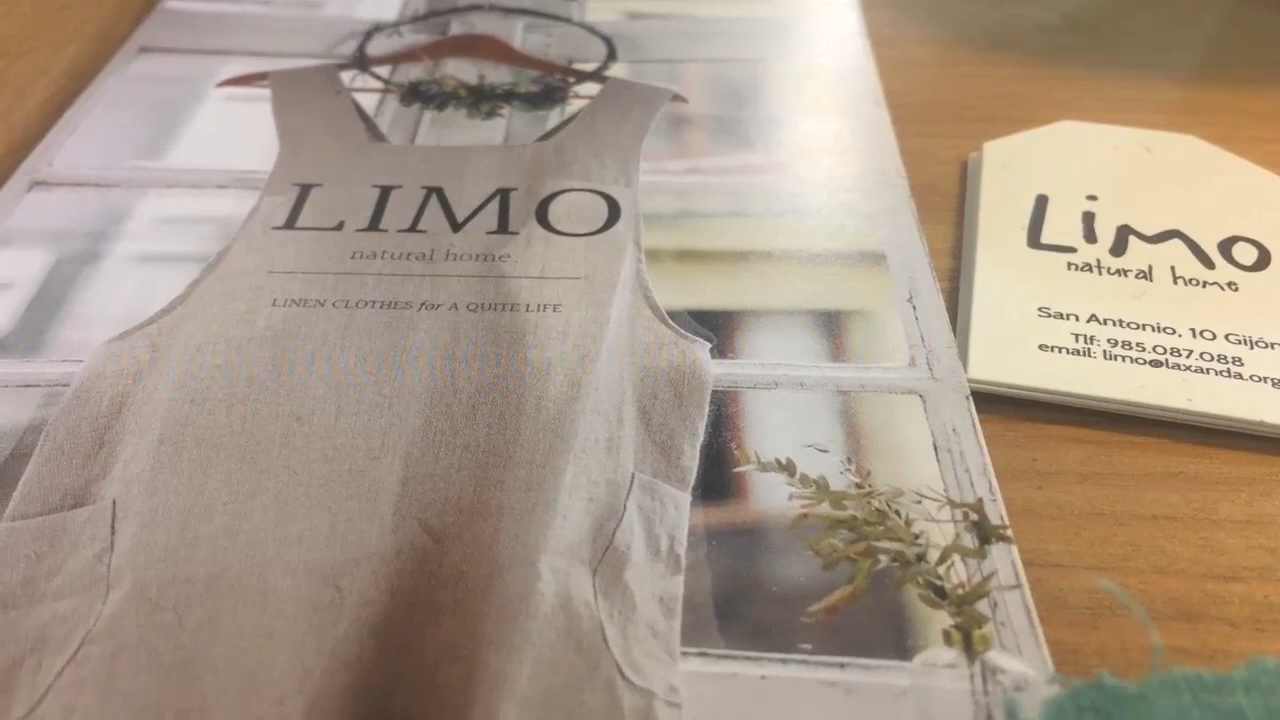 LIMO
natural home
LINEN CLOTHES for A QUITE LIFE
Limo
natural home
San Antonio, 10 Gijón
Tlf: 985.087.088
email: limo@laxanda.org